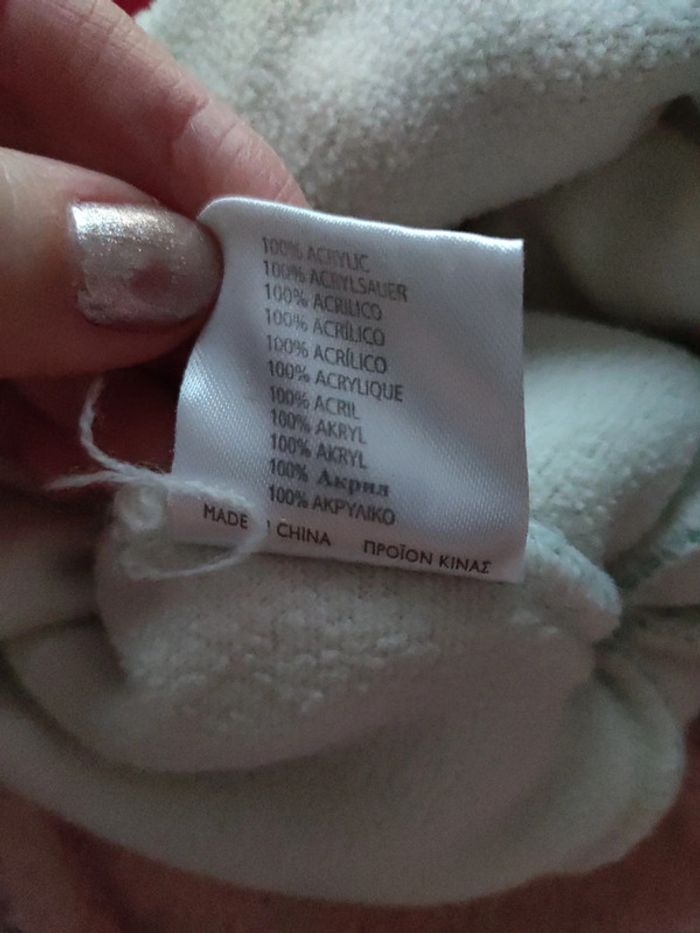 100% ACRYLIC
100% ACRYLSAUER
100% ACRILICO
100% ACRÍLICO
100% ACRÍLICO
100% ACRYLIQUE
100% ACRIL
100% AKRYL
100% AKRYL
100% Акрил
100% ΑΚΡΥΛΙΚΟ
MADE CHINA ΠΡΟΪΟΝ ΚΙΝΑΣ